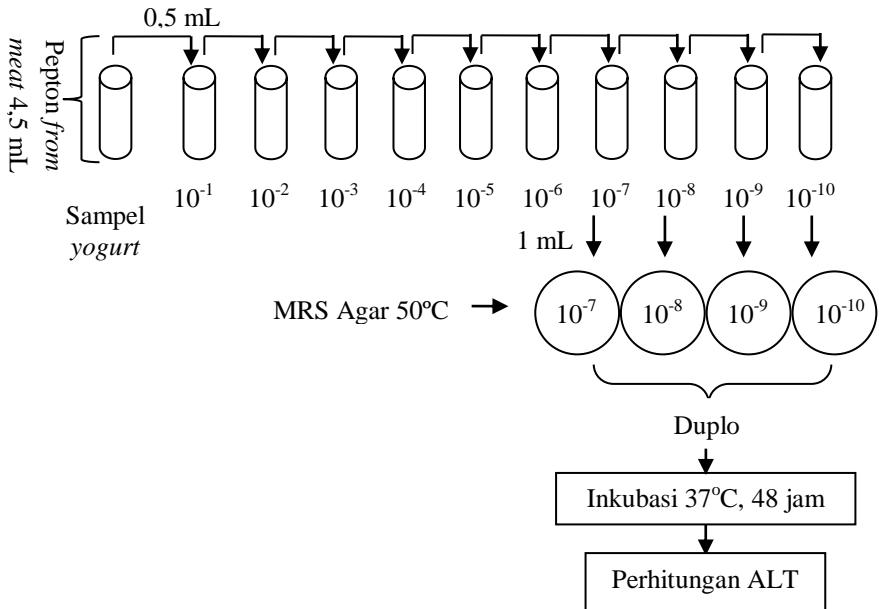 0,5 mL
Pepton from
meat 4,5 mL
Sampel
yogurt
10⁻¹ 10⁻² 10⁻³ 10⁻⁴ 10⁻⁵ 10⁻⁶ 10⁻⁷ 10⁻⁸ 10⁻⁹ 10⁻¹⁰
1 mL
MRS Agar 50ºC
10⁻⁷ 10⁻⁸ 10⁻⁹ 10⁻¹⁰
Duplo
Inkubasi 37°C, 48 jam
Perhitungan ALT